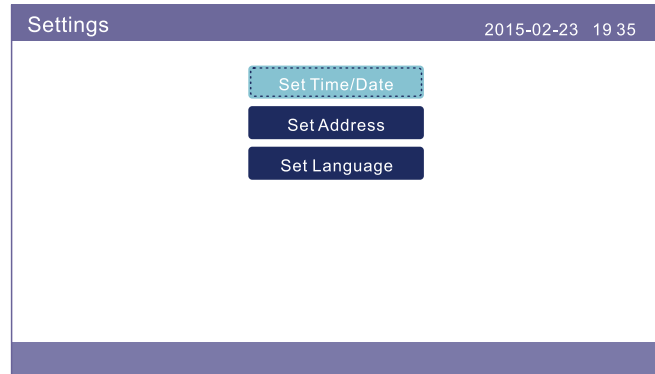 Settings 2015-02-23 19 35
Set Time/Date
Set Address
Set Language